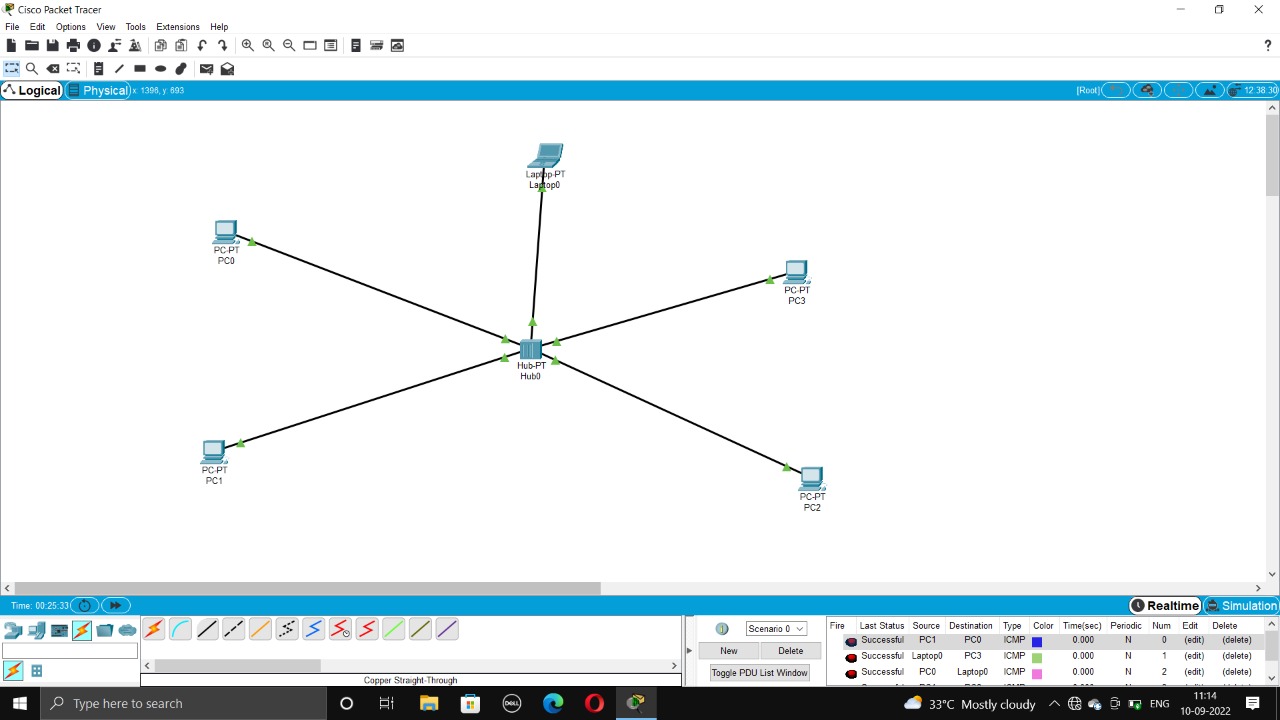 Cisco Packet Tracer
File Edit Options View Tools Extensions Help
?
Logical Physical x: 1396, y: 693 [Root] 12:38:30
Laptop-PT
Laptop0
PC-PT
PC0
PC-PT
PC3
Hub-PT
Hub0
PC-PT
PC1
PC-PT
PC2
Time: 00:25:33 Realtime Simulation
Scenario 0
New Delete
Toggle PDU List Window
Fire Last Status Source Destination Type Color Time(sec) Periodic Num Edit Delete
Successful PC1 PC0 ICMP 0.000 N 0 (edit) (delete)
Successful Laptop0 PC3 ICMP 0.000 N 1 (edit) (delete)
Successful PC0 Laptop0 ICMP 0.000 N 2 (edit) (delete)
Copper Straight-Through
Type here to search
DELL
33°C Mostly cloudy
ENG
11:14
10-09-2022